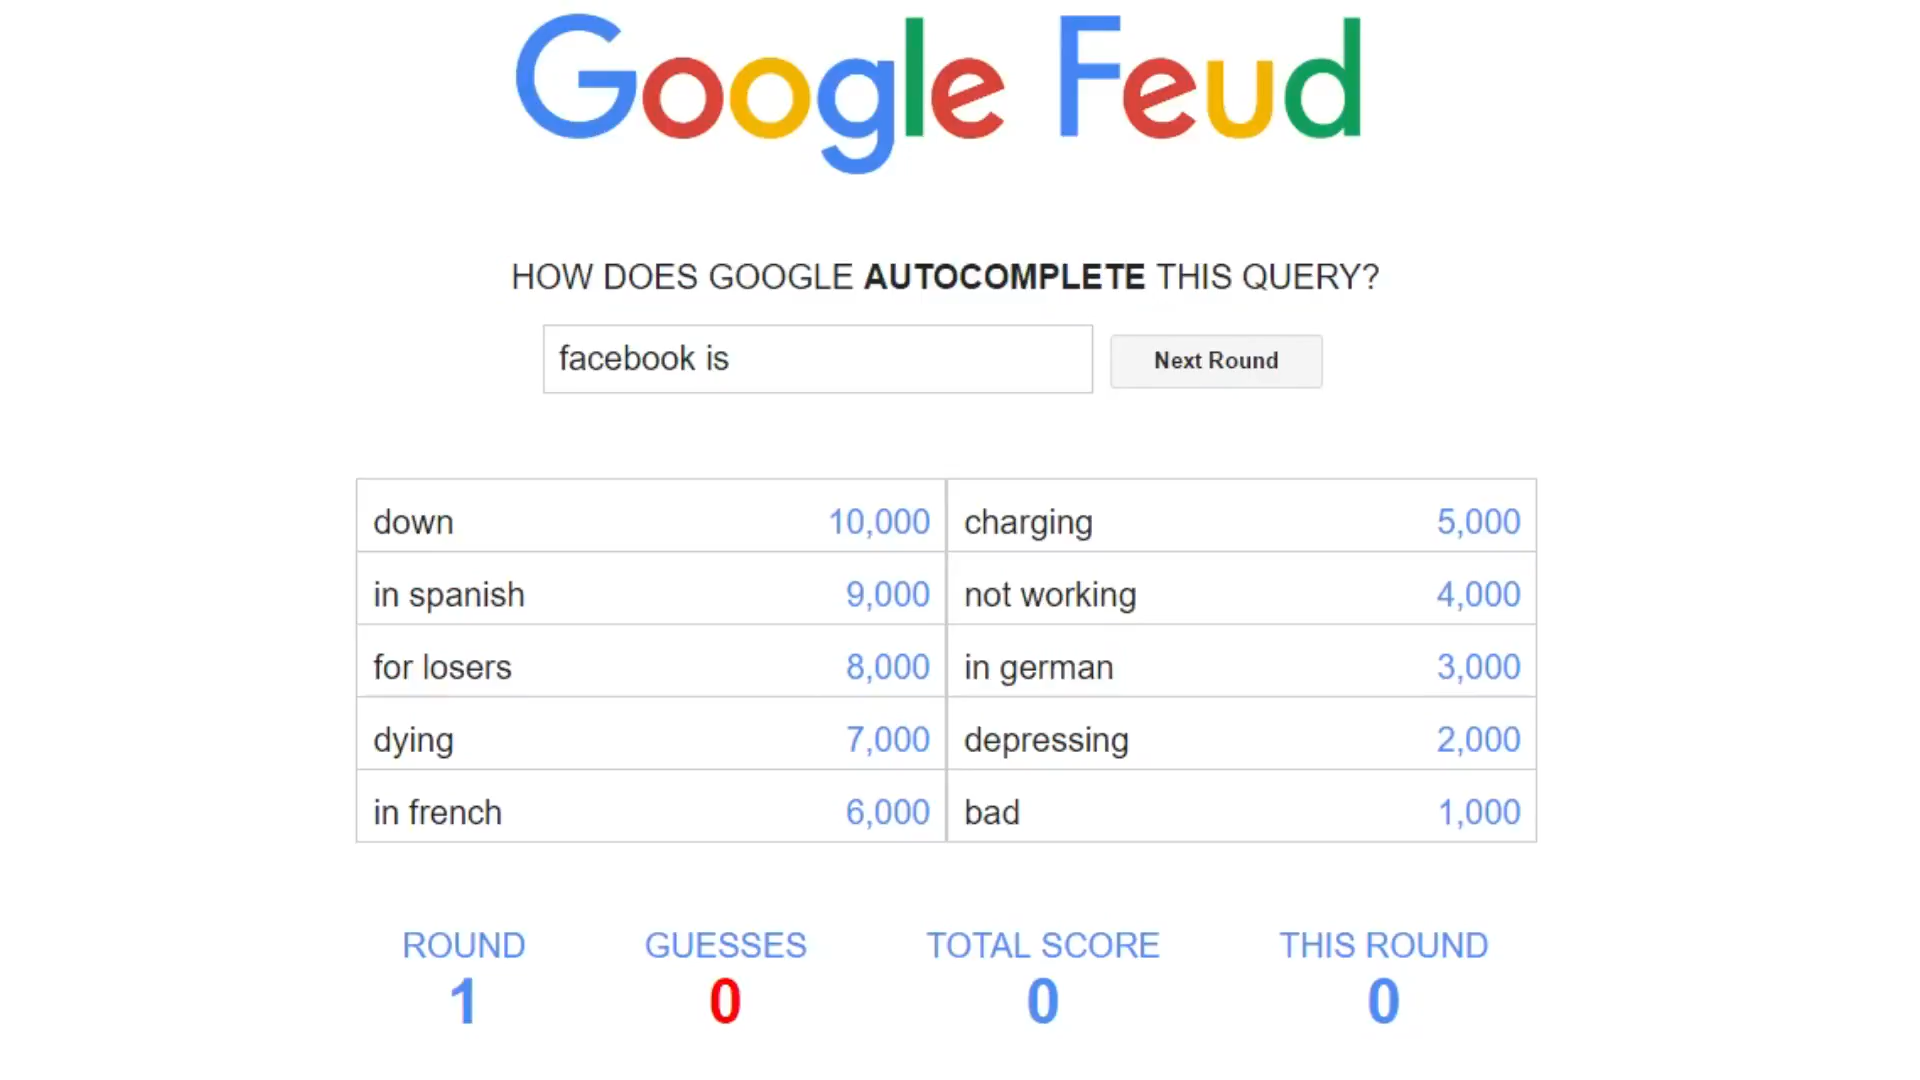 Google Feud
HOW DOES GOOGLE AUTOCOMPLETE THIS QUERY?
facebook is
Next Round
down 10,000
in spanish 9,000
for losers 8,000
dying 7,000
in french 6,000
charging 5,000
not working 4,000
in german 3,000
depressing 2,000
bad 1,000
ROUND GUESSES TOTAL SCORE THIS ROUND
1 0 0 0